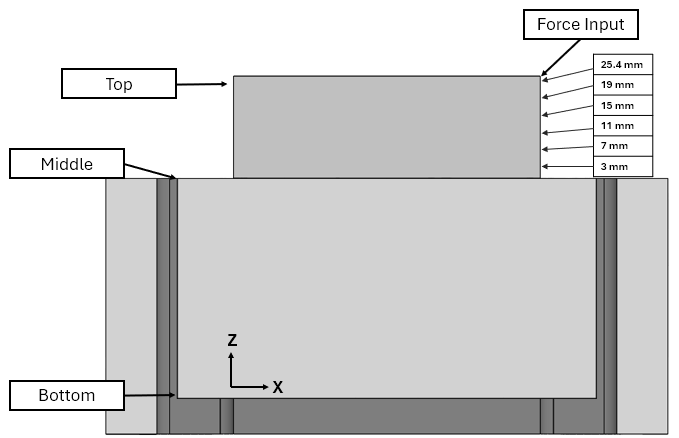 Force Input
Top
25.4 mm
19 mm
15 mm
11 mm
7 mm
3 mm
Middle
Z
X
Bottom